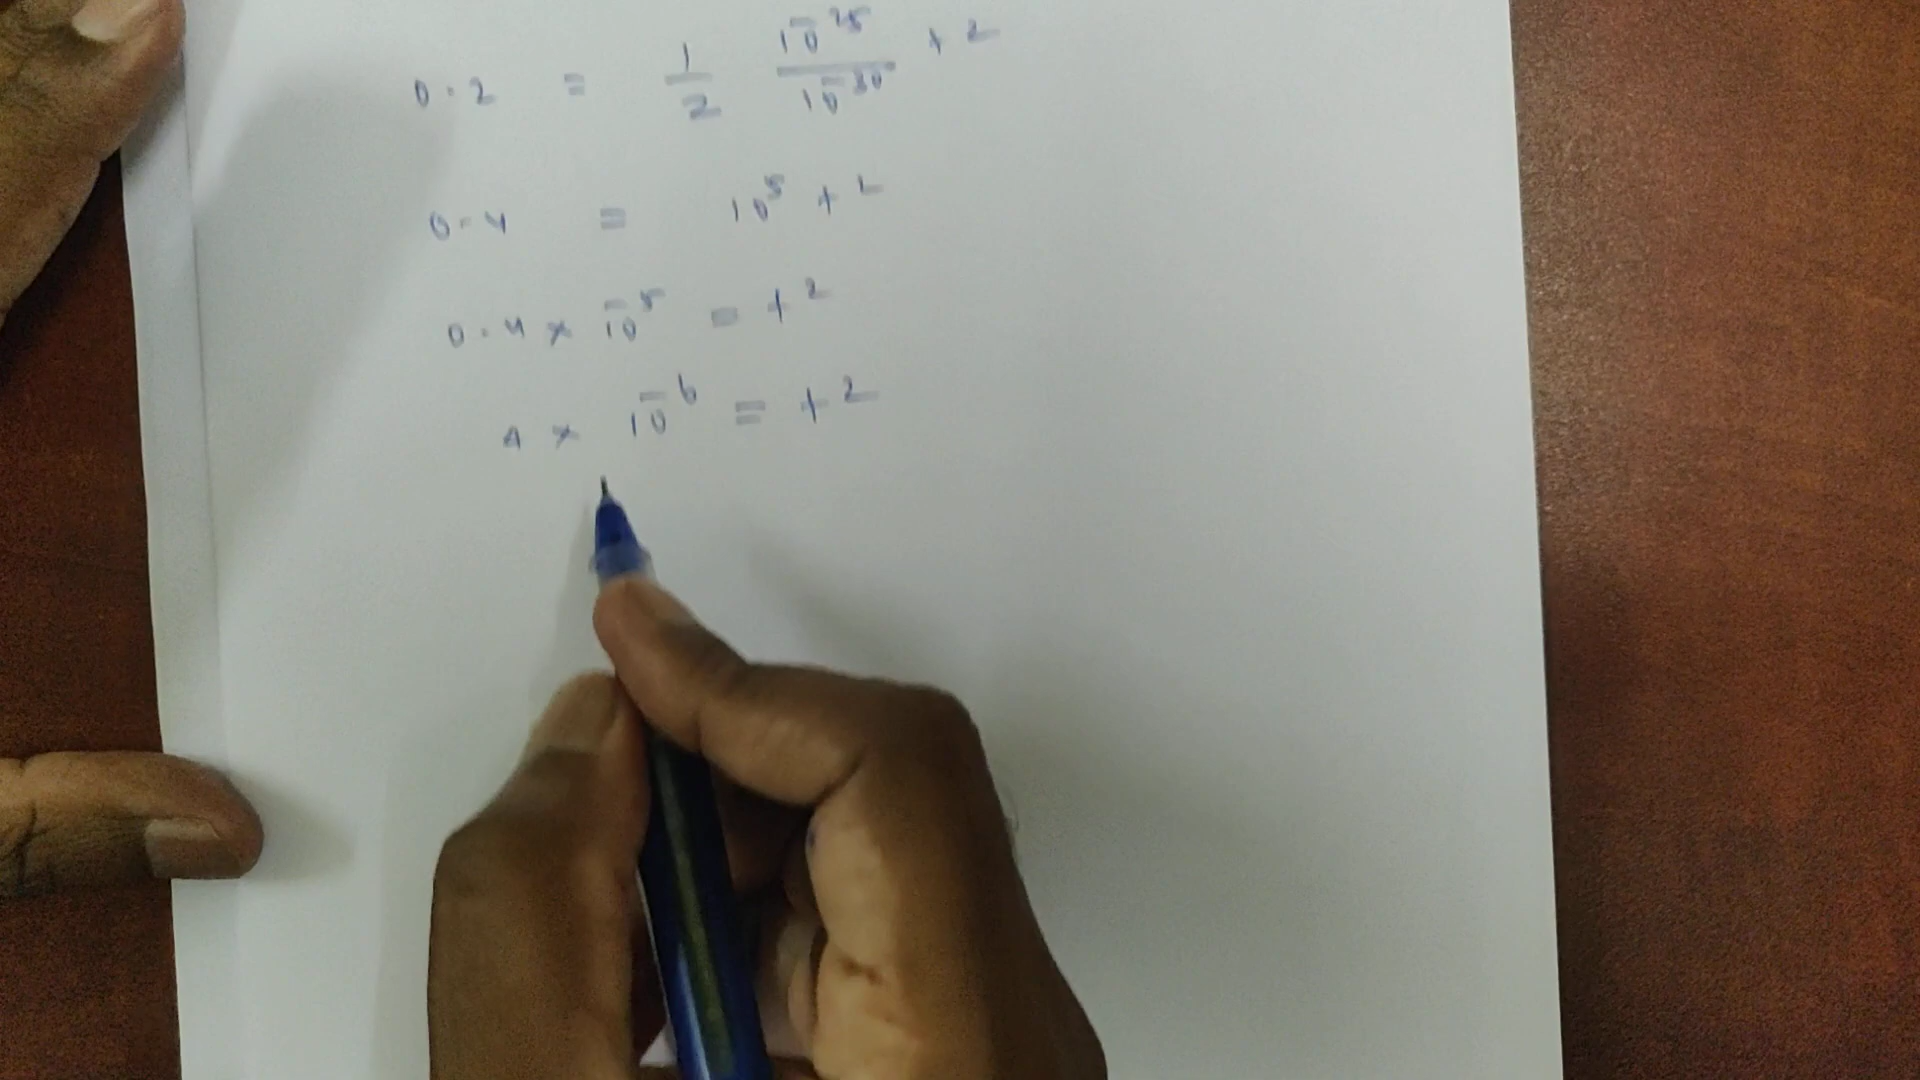 0.2 = 1/2 10^-25/10^-30 t^2
0.4 = 10^5 t^2
0.4 × 10^-5 = t^2
4 × 10^-6 = t^2